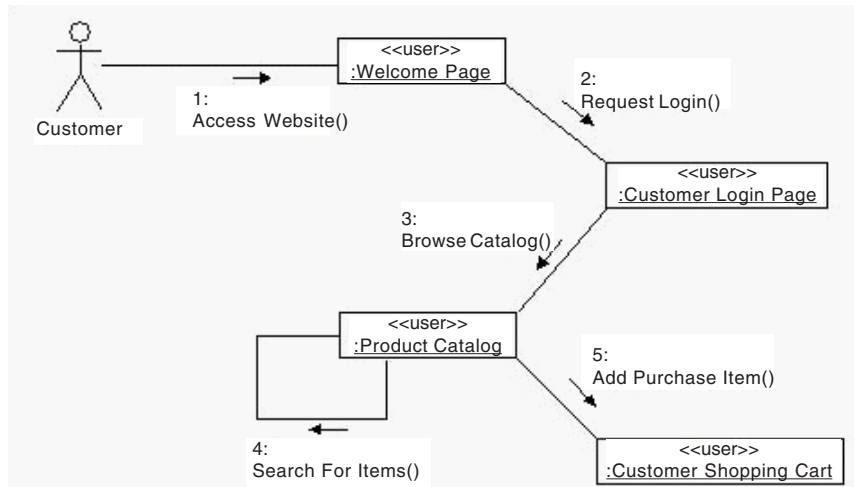 <<user>>
:Welcome Page
1:
Access Website()
Customer
2:
Request Login()
<<user>>
:Customer Login Page
3:
Browse Catalog()
<<user>>
:Product Catalog
4:
Search For Items()
5:
Add Purchase Item()
<<user>>
:Customer Shopping Cart